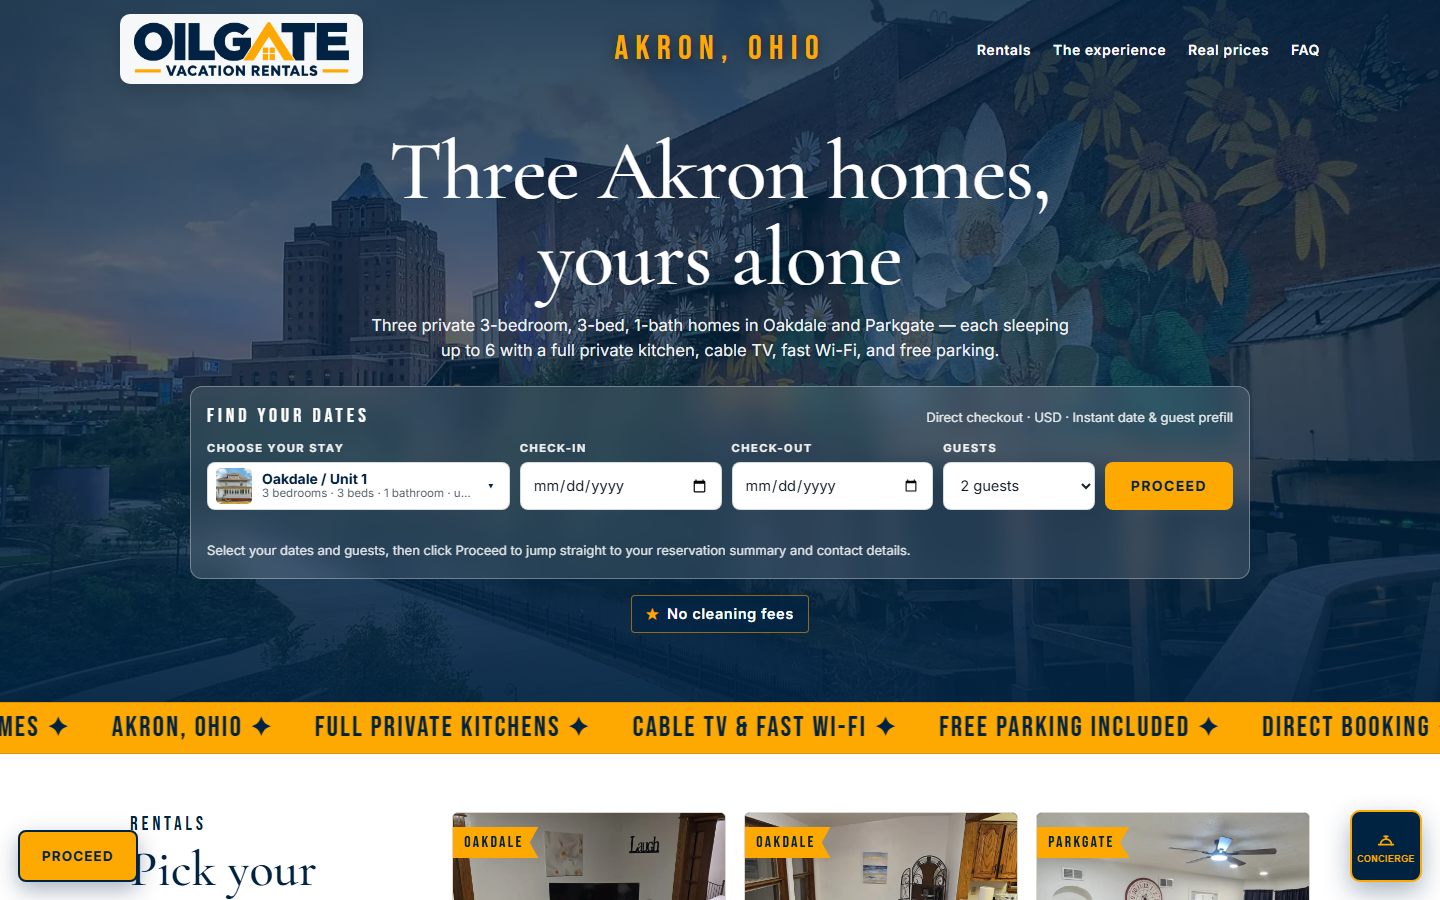 OILGATE
VACATION RENTALS
AKRON, OHIO
Rentals
The experience
Real prices
FAQ
Three Akron homes,
yours alone
Three private 3-bedroom, 3-bed, 1-bath homes in Oakdale and Parkgate — each sleeping
up to 6 with a full private kitchen, cable TV, fast Wi-Fi, and free parking.
FIND YOUR DATES
Direct checkout · USD · Instant date & guest prefill
CHOOSE YOUR STAY
CHECK-IN
CHECK-OUT
GUESTS
Oakdale / Unit 1
3 bedrooms · 3 beds · 1 bathroom · u...
mm/dd/yyyy
mm/dd/yyyy
2 guests
PROCEED
Select your dates and guests, then click Proceed to jump straight to your reservation summary and contact details.
★ No cleaning fees
MES ✦ AKRON, OHIO ✦ FULL PRIVATE KITCHENS ✦ CABLE TV & FAST WI-FI ✦ FREE PARKING INCLUDED ✦ DIRECT BOOKING
RENTALS
Pick your
PROCEED
OAKDALE
Laugh
OAKDALE
PARKGATE
CONCIERGE